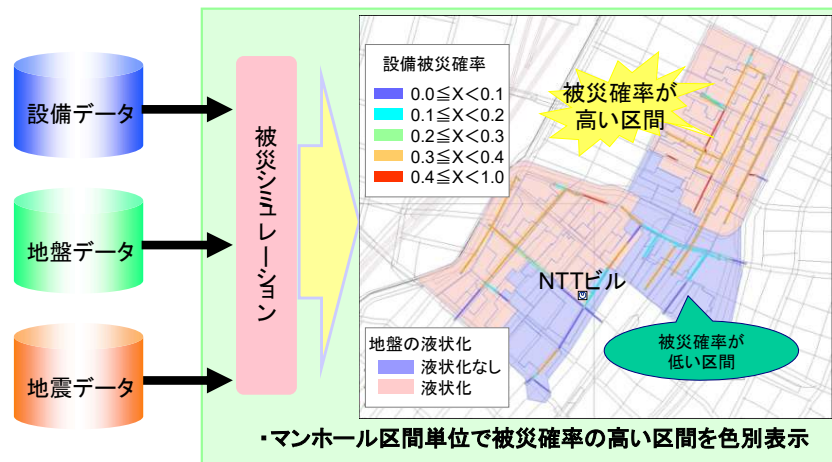 設備データ
地盤データ
地震データ
被災シミュレーション
設備被災確率
0.0≦X<0.1
0.1≦X<0.2
0.2≦X<0.3
0.3≦X<0.4
0.4≦X<1.0
被災確率が
高い区間
NTTビル
地盤の液状化
液状化なし
液状化
被災確率が
低い区間
・マンホール区間単位で被災確率の高い区間を色別表示